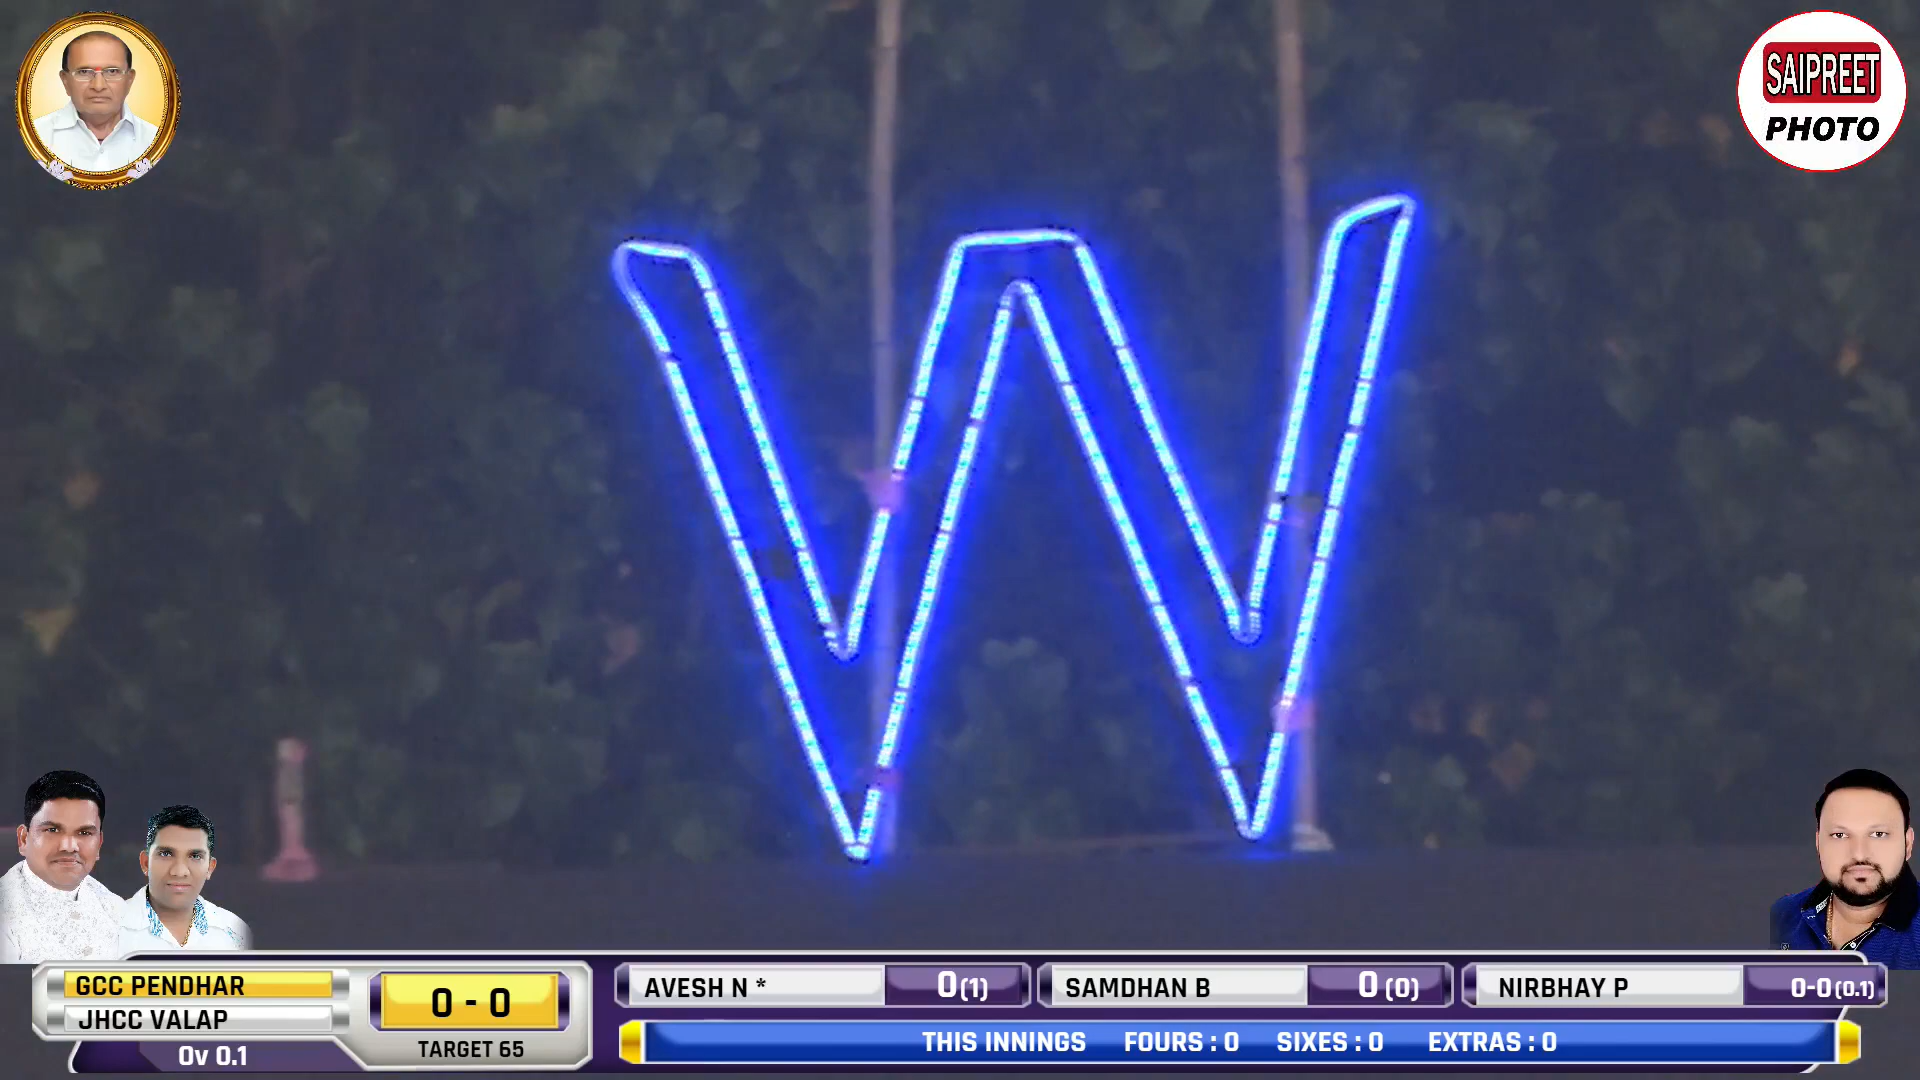 SAIPREET
PHOTO
W
GCC PENDHAR
JHCC VALAP
Ov 0.1
0 - 0
TARGET 65
AVESH N * 0(1)
SAMDHAN B 0 (0)
NIRBHAY P 0-0(0.1)
THIS INNINGS FOURS : 0 SIXES : 0 EXTRAS : 0